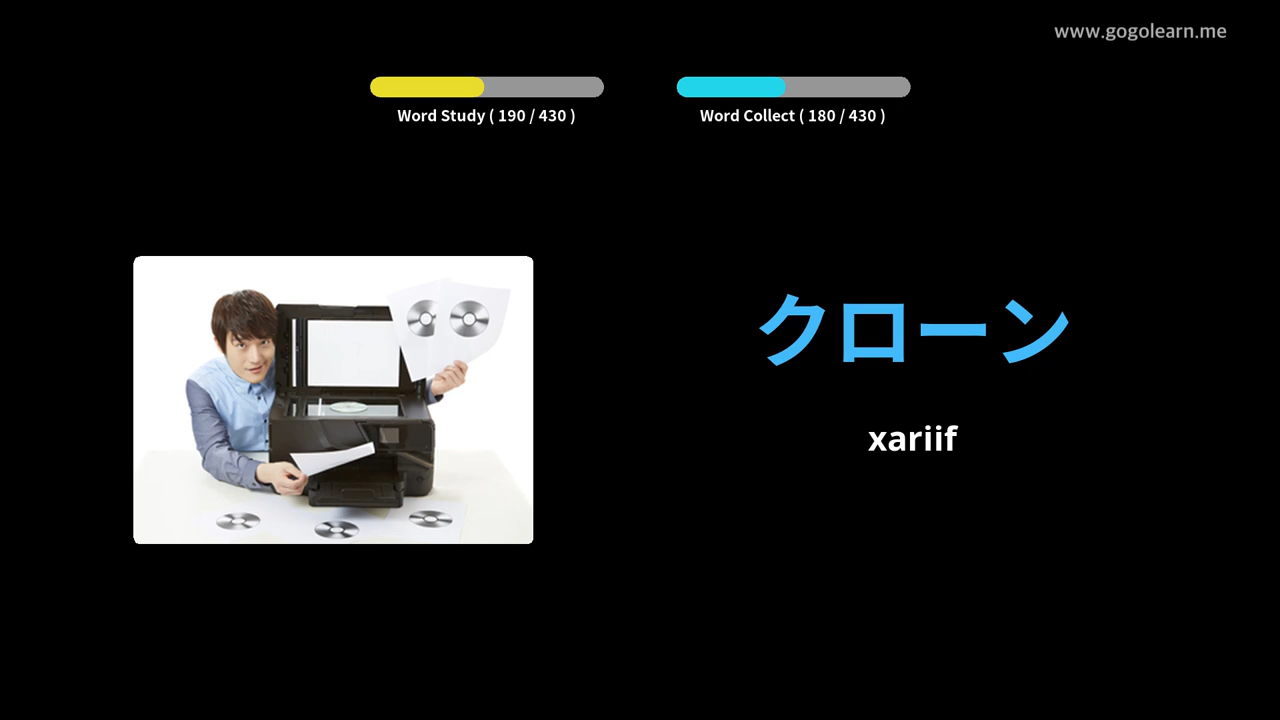 www.gogolearn.me
Word Study ( 190 / 430 )
Word Collect ( 180 / 430 )
クローン
xariif